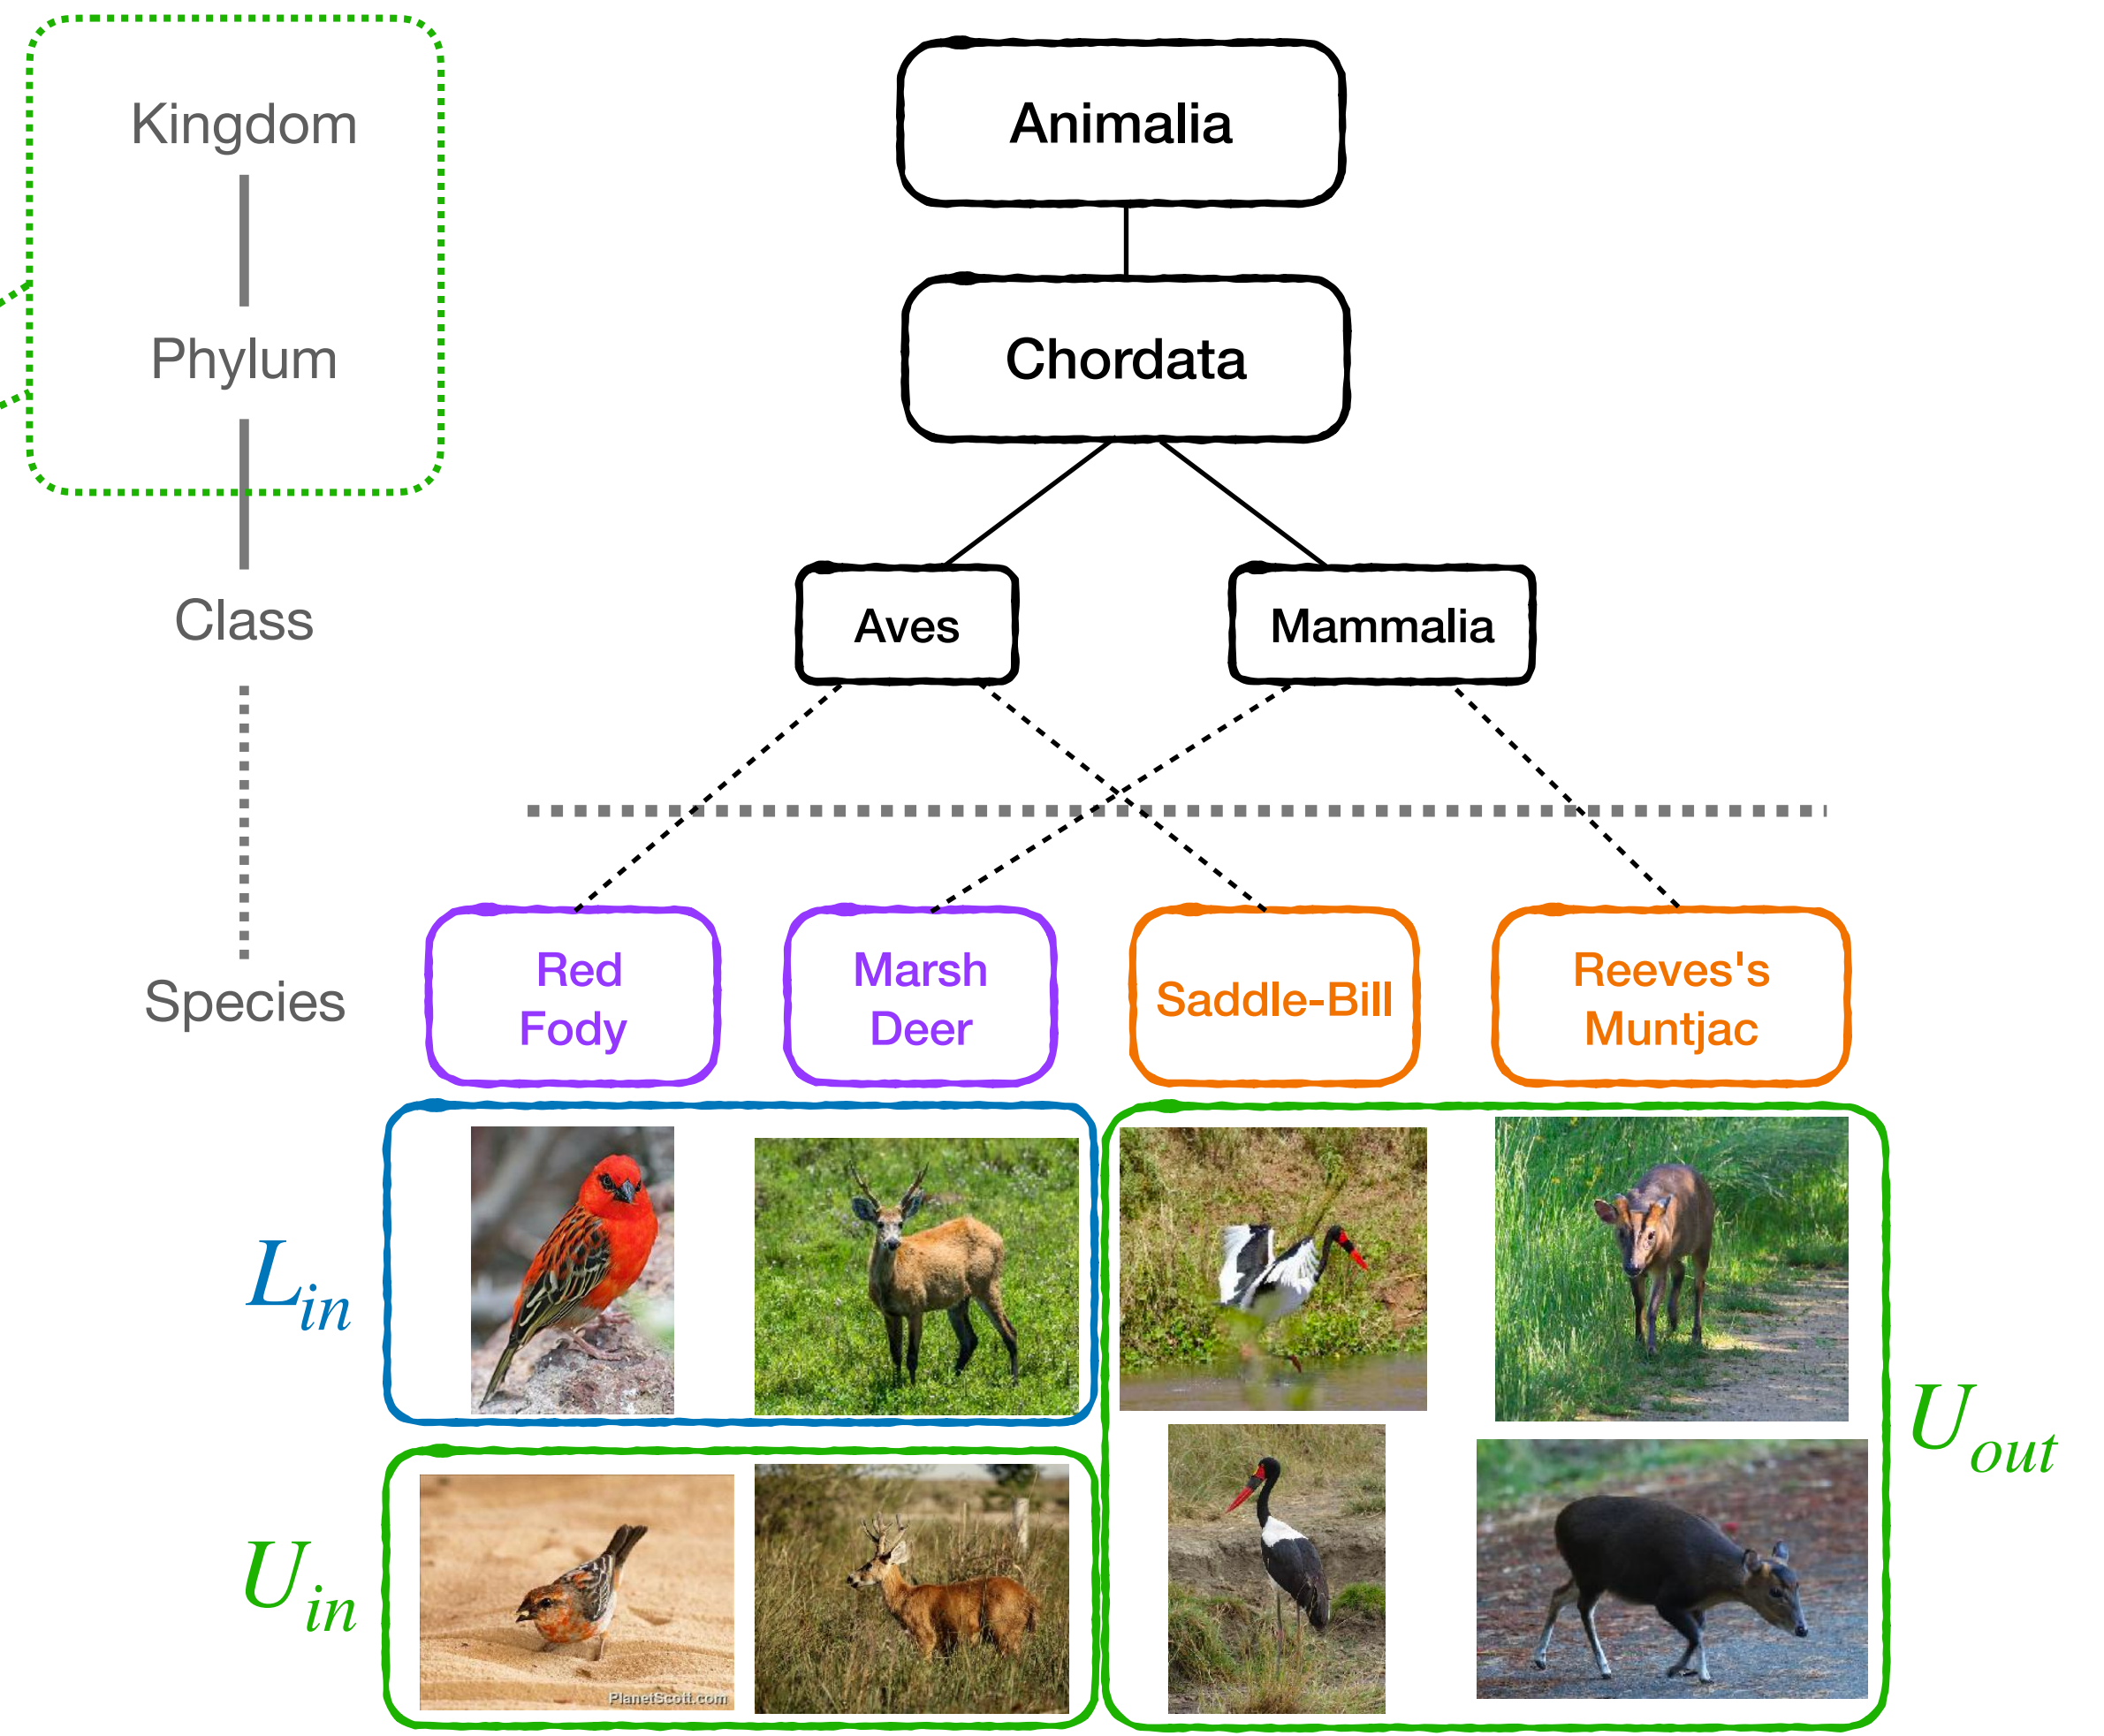 Kingdom
Animalia
Phylum
Chordata
Class
Aves
Mammalia
Species
Red
Fody
Marsh
Deer
Saddle-Bill
Reeves's
Muntjac
L_in
U_out
U_in
PlanetScott.com